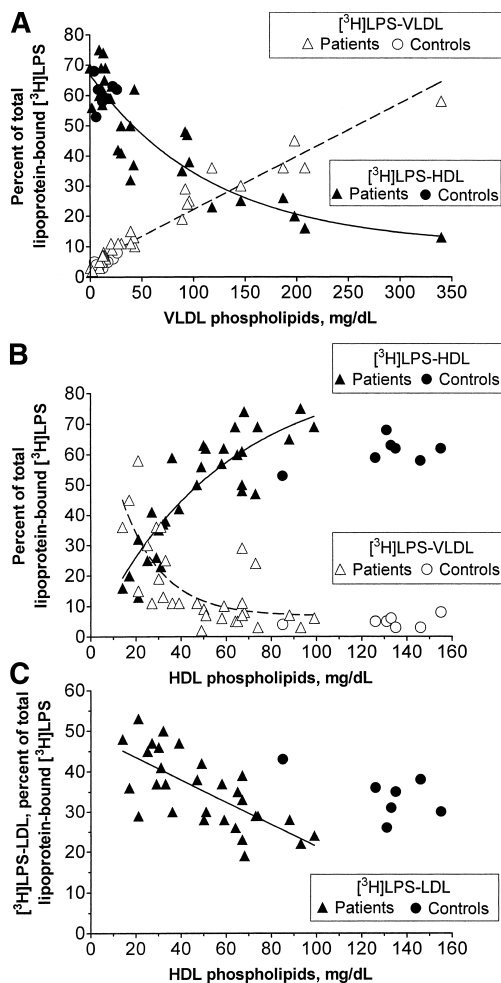 A
[³H]LPS-VLDL
△ Patients ○ Controls
Percent of total
lipoprotein-bound [³H]LPS
80
70
60
50
40
30
20
10
0
[³H]LPS-HDL
▲ Patients ● Controls
0 50 100 150 200 250 300 350
VLDL phospholipids, mg/dL
B
[³H]LPS-HDL
▲ Patients ● Controls
Percent of total
lipoprotein-bound [³H]LPS
80
70
60
50
40
30
20
10
0
[³H]LPS-VLDL
△ Patients ○ Controls
0 20 40 60 80 100 120 140 160
HDL phospholipids, mg/dL
C
[³H]LPS-LDL, percent of total
lipoprotein-bound [³H]LPS
60
50
40
30
20
10
0
[³H]LPS-LDL
▲ Patients ● Controls
0 20 40 60 80 100 120 140 160
HDL phospholipids, mg/dL